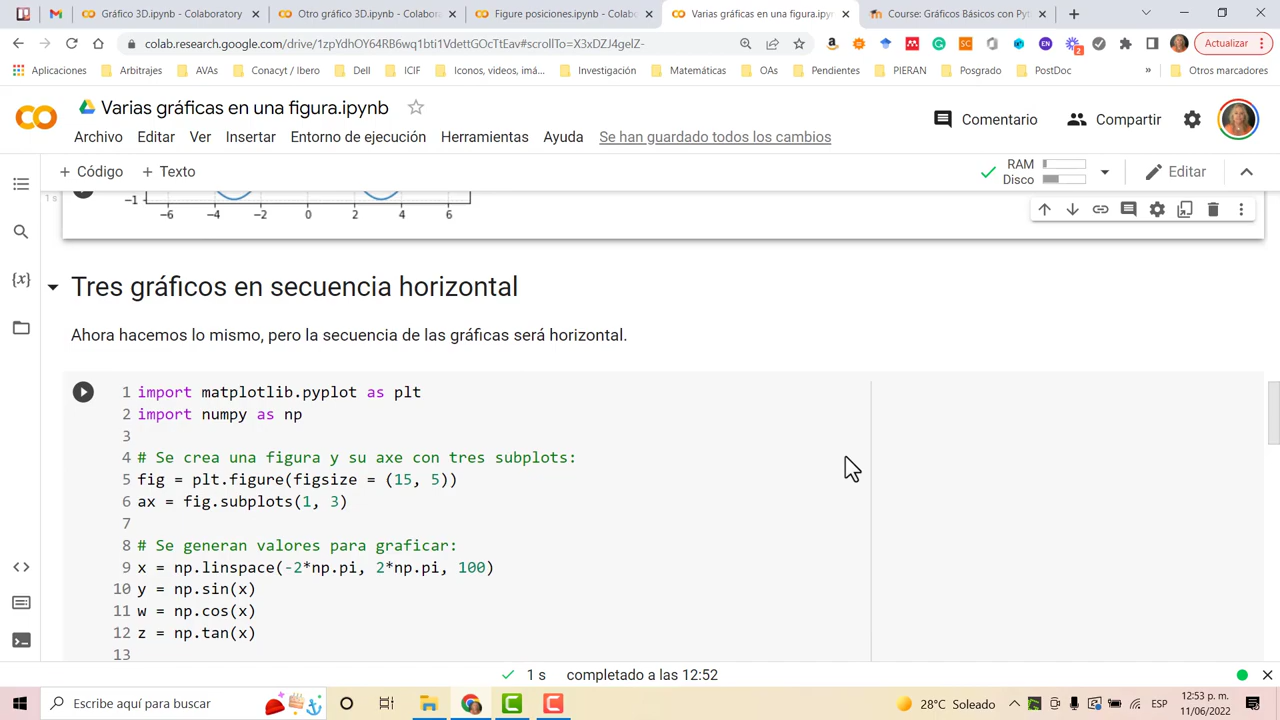 Gráfico 3D.ipynb - Colaboratory
Otro gráfico 3D.ipynb - Colabora
Figure posiciones.ipynb - Colab
Varias gráficas en una figura.ipyn
Course: Gráficos Básicos con Pyt
colab.research.google.com/drive/
Actualizar
Aplicaciones
Arbitrajes
AVAs
Conacyt / Ibero
Deli
ICIF
Iconos, videos, imá...
Investigación
Matemáticas
OAs
Pendientes
PIERAN
Posgrado
PostDoc
»
Otros marcadores
Varias gráficas en una figura.ipynb
Comentario
Compartir
Archivo Editar Ver Insertar Entorno de ejecución Herramientas Ayuda Se han guardado todos los cambios
+ Código + Texto
RAM
Disco
Editar
1 s
−1
−6 −4 −2 0 2 4 6
{x}
Tres gráficos en secuencia horizontal
Ahora hacemos lo mismo, pero la secuencia de las gráficas será horizontal.
1 import matplotlib.pyplot as plt
2 import numpy as np
3
4 # Se crea una figura y su axe con tres subplots:
5 fig = plt.figure(figsize = (15, 5))
6 ax = fig.subplots(1, 3)
7
8 # Se generan valores para graficar:
9 x = np.linspace(-2*np.pi, 2*np.pi, 100)
10 y = np.sin(x)
11 w = np.cos(x)
12 z = np.tan(x)
13
1 s completado a las 12:52
Escribe aquí para buscar
28°C Soleado
ESP
12:53 p. m.
11/06/2022